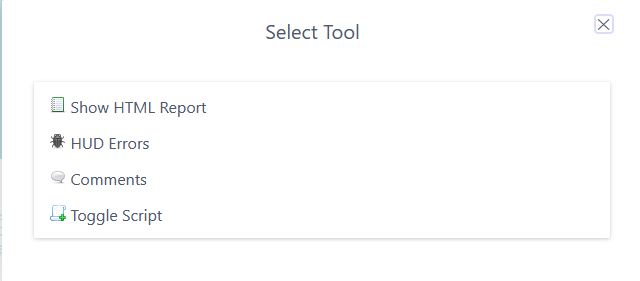 Select Tool
Show HTML Report
HUD Errors
Comments
Toggle Script